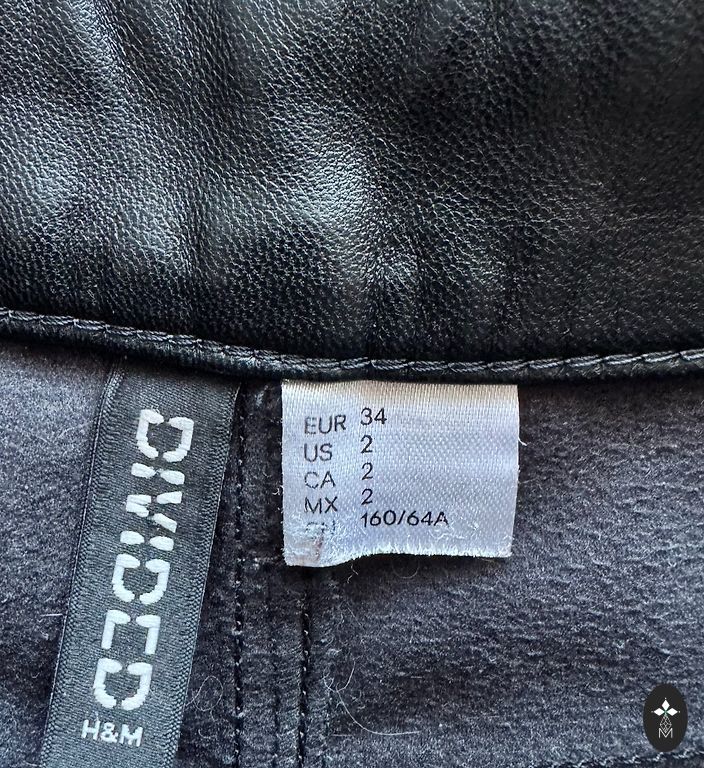 DIVIDED
H&M
EUR 34
US 2
CA 2
MX 2
160/64A